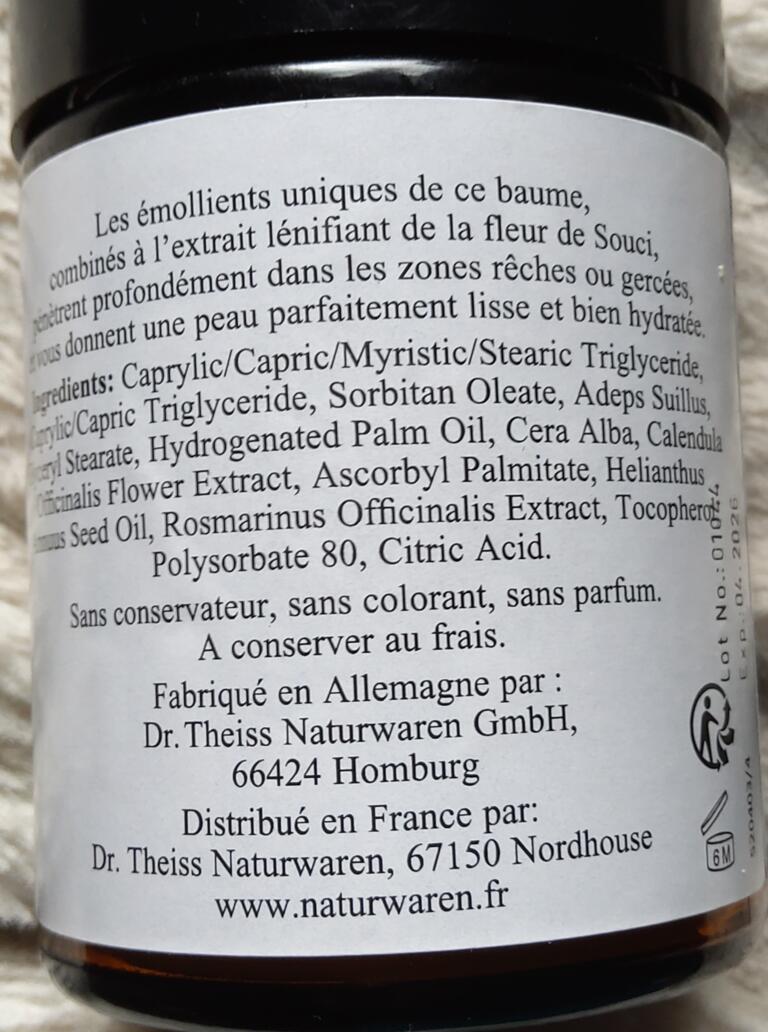 Les émollients uniques de ce baume,
combinés à l'extrait lénifiant de la fleur de Souci,
pénètrent profondément dans les zones rêches ou gercées,
vous donnent une peau parfaitement lisse et bien hydratée.
Ingredients: Caprylic/Capric/Myristic/Stearic Triglyceride,
Caprylic/Capric Triglyceride, Sorbitan Oleate, Adeps Suillus,
Stearate, Hydrogenated Palm Oil, Cera Alba, Calendula
Officinalis Flower Extract, Ascorbyl Palmitate, Helianthus
Seed Oil, Rosmarinus Officinalis Extract, Tocopherol,
Polysorbate 80, Citric Acid.
Sans conservateur, sans colorant, sans parfum.
A conserver au frais.
Fabriqué en Allemagne par :
Dr. Theiss Naturwaren GmbH,
66424 Homburg
Distribué en France par:
Dr. Theiss Naturwaren, 67150 Nordhouse
www.naturwaren.fr
Lot No.:
Exp.:04.2026
6M
520403/4